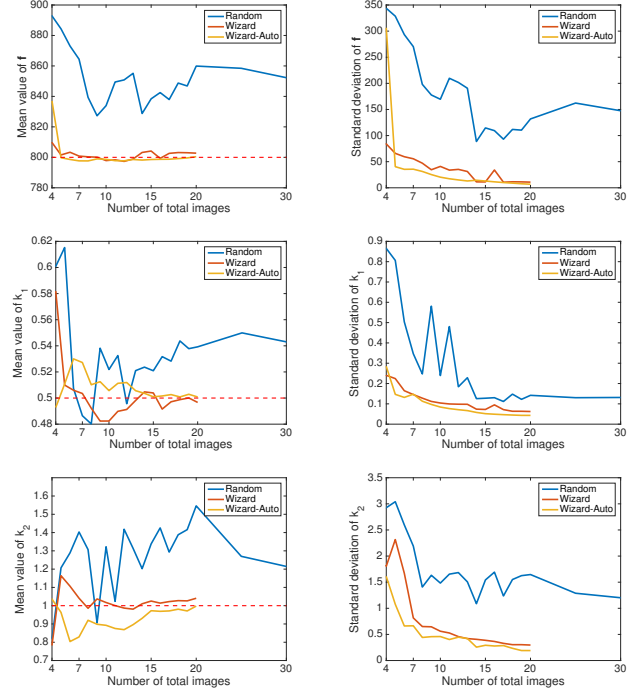 900
880
860
840
820
800
780
4
7
10
15
20
30
Mean value of f
Number of total images
Random
Wizard
Wizard-Auto
350
300
250
200
150
100
50
0
4
7
10
15
20
30
Standard deviation of f
Number of total images
Random
Wizard
Wizard-Auto
0.62
0.6
0.58
0.56
0.54
0.52
0.5
0.48
4
7
10
15
20
30
Mean value of k1
Number of total images
Random
Wizard
Wizard-Auto
0.9
0.8
0.7
0.6
0.5
0.4
0.3
0.2
0.1
0
4
7
10
15
20
30
Standard deviation of k1
Number of total images
Random
Wizard
Wizard-Auto
1.6
1.5
1.4
1.3
1.2
1.1
1
0.9
0.8
0.7
4
7
10
15
20
30
Mean value of k2
Number of total images
Random
Wizard
Wizard-Auto
3.5
3
2.5
2
1.5
1
0.5
0
4
7
10
15
20
30
Standard deviation of k2
Number of total images
Random
Wizard
Wizard-Auto